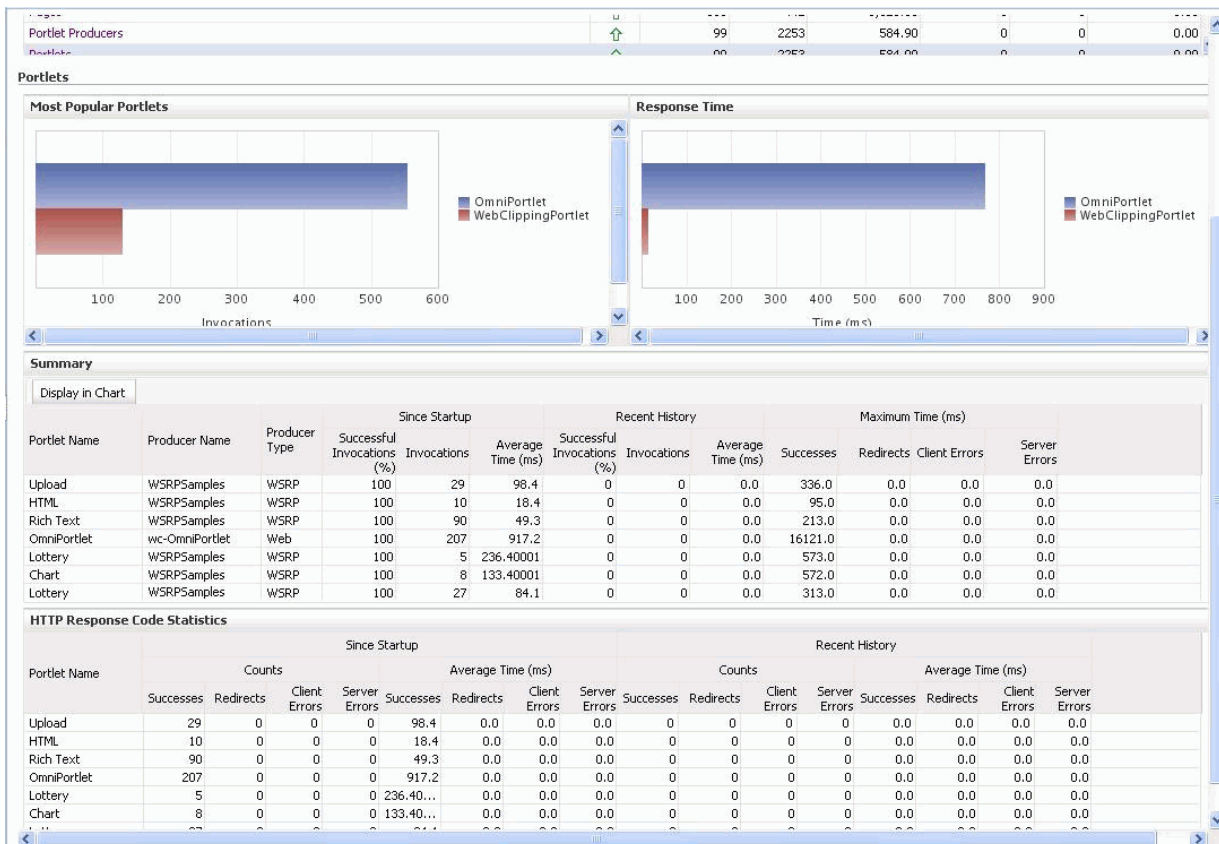 Portlet Producers 99 2253 584.90 0 0 0.00
Portlets 99 2253 584.90 0 0 0.00
Portlets
Most Popular Portlets
OmniPortlet
WebClippingPortlet
100 200 300 400 500 600
Invocations
Response Time
OmniPortlet
WebClippingPortlet
100 200 300 400 500 600 700 800 900
Time (ms)
Summary
Display in Chart
Since Startup Recent History Maximum Time (ms)
Portlet Name Producer Name Producer Type Successful Invocations (%) Invocations Average Time (ms) Successful Invocations (%) Invocations Average Time (ms) Successes Redirects Client Errors Server Errors
Upload WSRPSamples WSRP 100 29 98.4 0 0 0.0 336.0 0.0 0.0 0.0
HTML WSRPSamples WSRP 100 10 18.4 0 0 0.0 95.0 0.0 0.0 0.0
Rich Text WSRPSamples WSRP 100 90 49.3 0 0 0.0 213.0 0.0 0.0 0.0
OmniPortlet wc-OmniPortlet Web 100 207 917.2 0 0 0.0 16121.0 0.0 0.0 0.0
Lottery WSRPSamples WSRP 100 5 236.40001 0 0 0.0 573.0 0.0 0.0 0.0
Chart WSRPSamples WSRP 100 8 133.40001 0 0 0.0 572.0 0.0 0.0 0.0
Lottery WSRPSamples WSRP 100 27 84.1 0 0 0.0 313.0 0.0 0.0 0.0
HTTP Response Code Statistics
Since Startup Recent History
Portlet Name Counts Average Time (ms) Counts Average Time (ms)
Successes Redirects Client Errors Server Errors Successes Redirects Client Errors Server Errors Successes Redirects Client Errors Server Errors Successes Redirects Client Errors Server Errors
Upload 29 0 0 0 98.4 0.0 0.0 0.0 0 0 0 0 0.0 0.0 0.0 0.0
HTML 10 0 0 0 18.4 0.0 0.0 0.0 0 0 0 0 0.0 0.0 0.0 0.0
Rich Text 90 0 0 0 49.3 0.0 0.0 0.0 0 0 0 0 0.0 0.0 0.0 0.0
OmniPortlet 207 0 0 0 917.2 0.0 0.0 0.0 0 0 0 0 0.0 0.0 0.0 0.0
Lottery 5 0 0 0 236.40... 0.0 0.0 0.0 0 0 0 0 0.0 0.0 0.0 0.0
Chart 8 0 0 0 133.40... 0.0 0.0 0.0 0 0 0 0 0.0 0.0 0.0 0.0